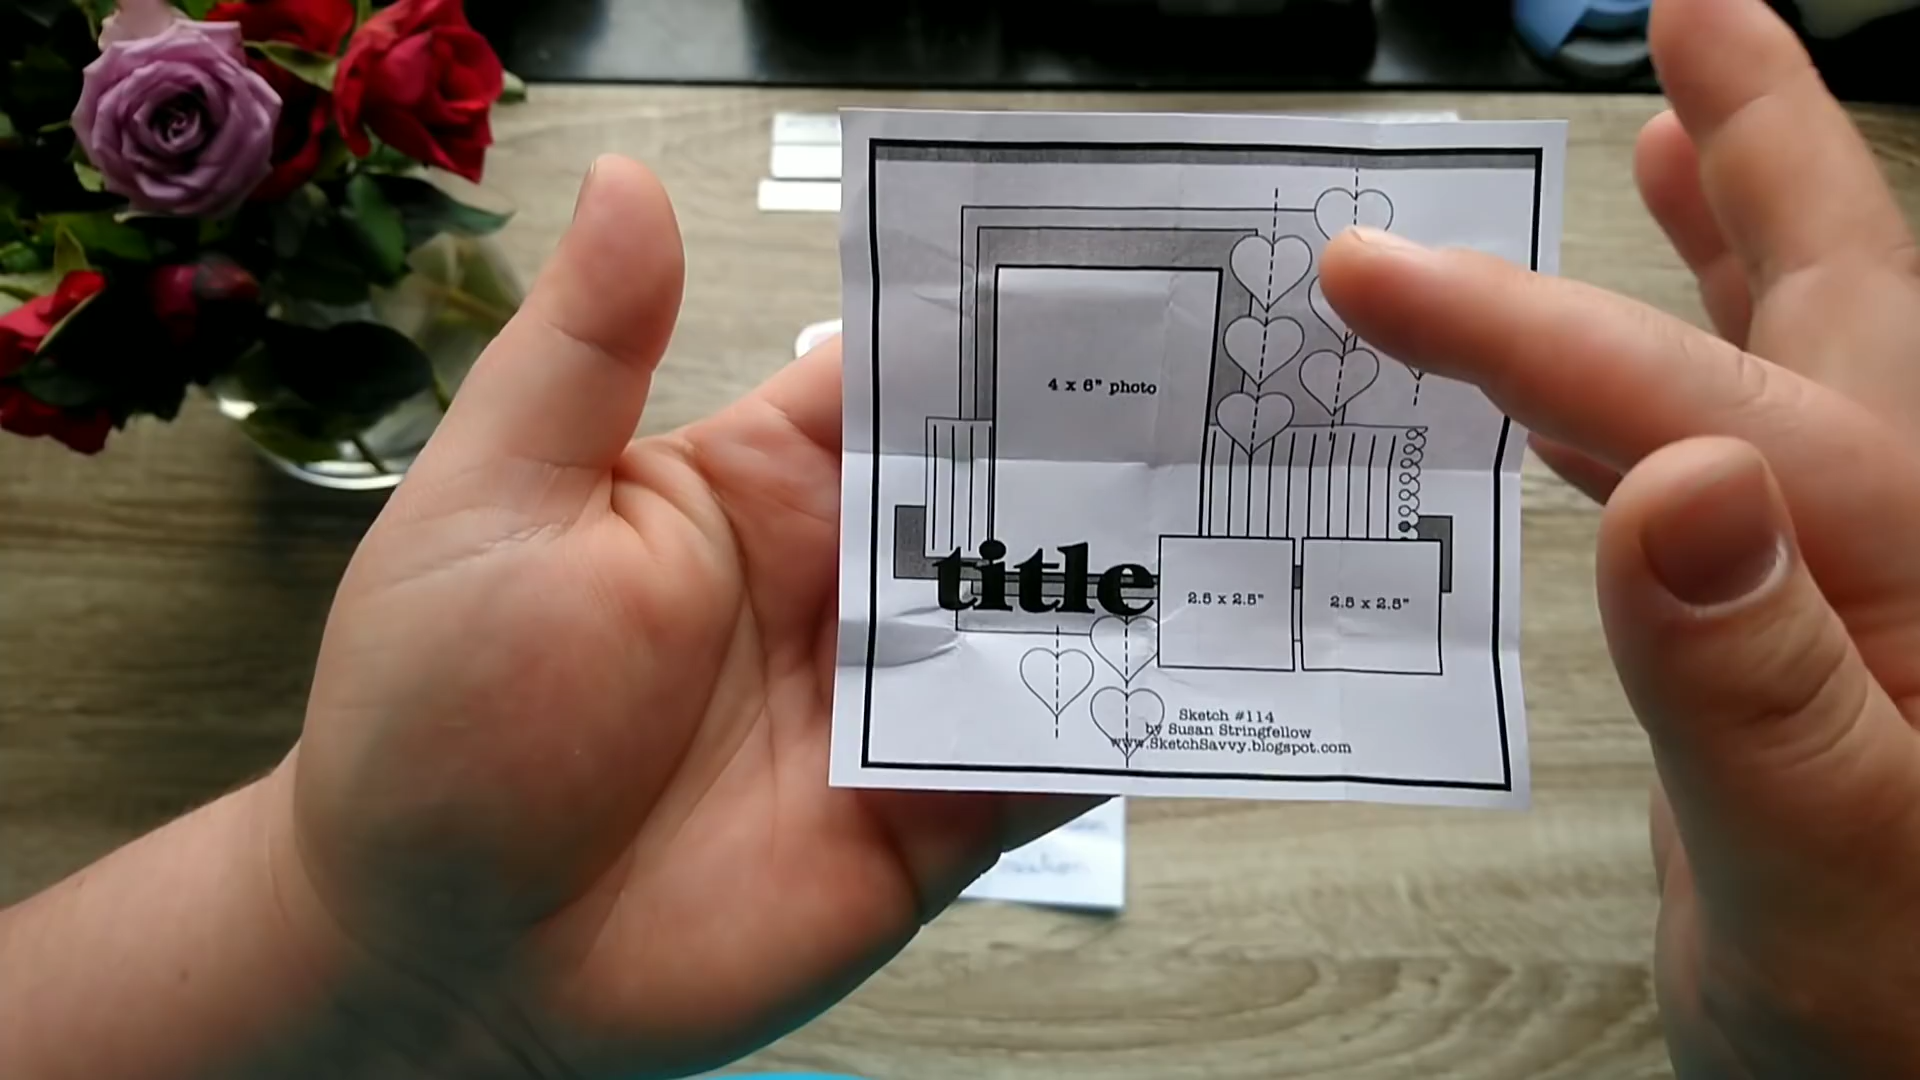 4 x 6" photo
title
2.5 x 2.5"
2.5 x 2.5"
Sketch #114
by Susan Stringfellow
www.SketchSavvy.blogspot.com